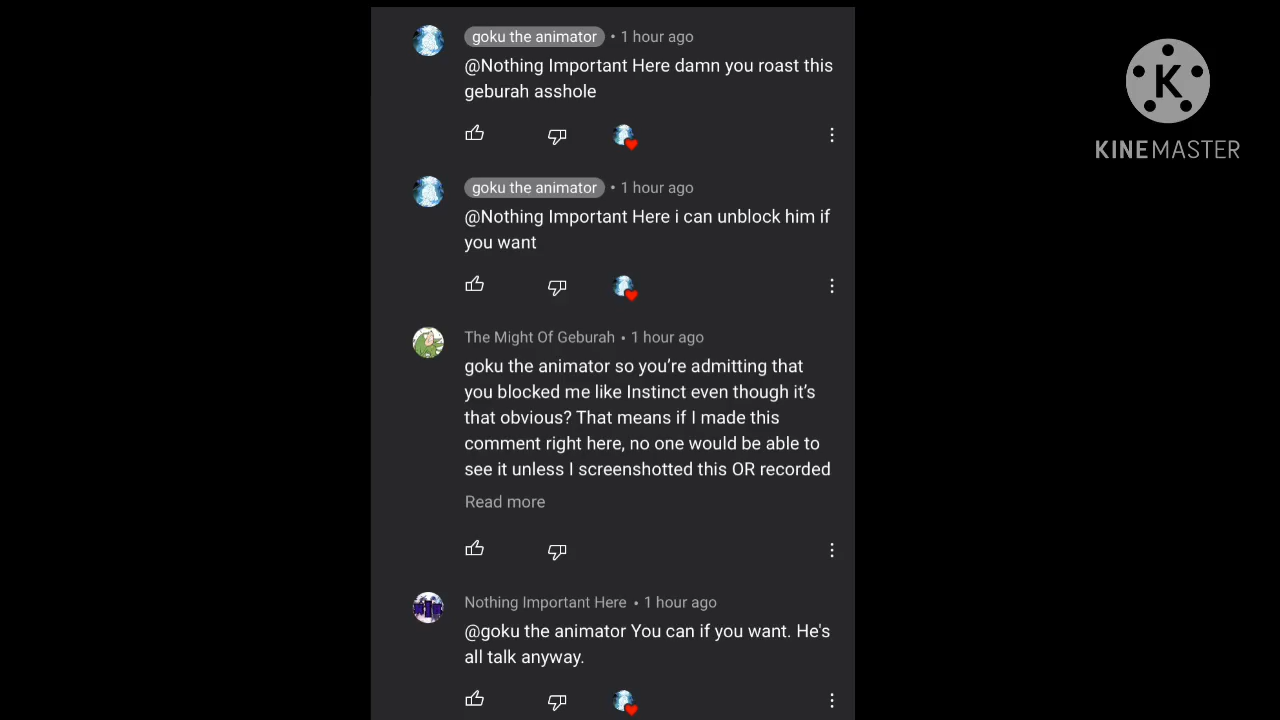 goku the animator • 1 hour ago
@Nothing Important Here damn you roast this
geburah asshole
goku the animator • 1 hour ago
@Nothing Important Here i can unblock him if
you want
The Might Of Geburah • 1 hour ago
goku the animator so you’re admitting that
you blocked me like Instinct even though it’s
that obvious? That means if I made this
comment right here, no one would be able to
see it unless I screenshotted this OR recorded
Read more
Nothing Important Here • 1 hour ago
@goku the animator You can if you want. He's
all talk anyway.
K
KINEMASTER